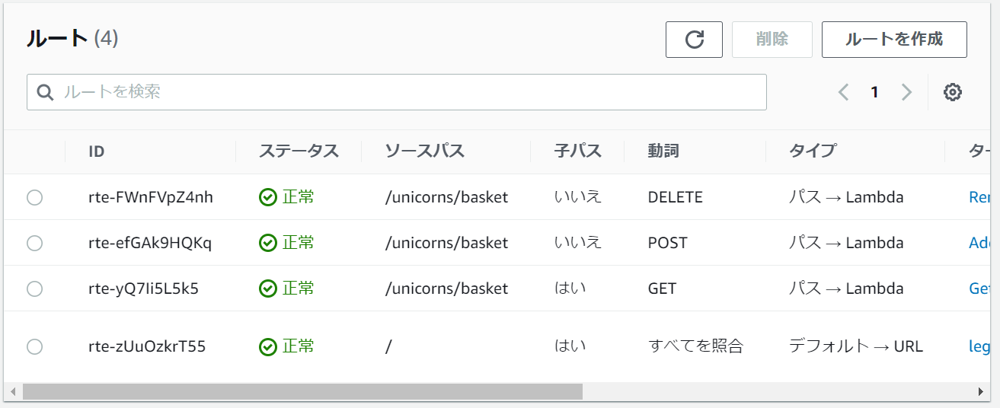 ルート (4)
削除
ルートを作成
ルートを検索
1
ID ステータス ソースパス 子パス 動詞 タイプ ター
rte-FWnFVpZ4nh 正常 /unicorns/basket いいえ DELETE パス → Lambda Rer
rte-efGAk9HQKq 正常 /unicorns/basket いいえ POST パス → Lambda Add
rte-yQ7Ii5L5k5 正常 /unicorns/basket はい GET パス → Lambda Get
rte-zUuOzkrT55 正常 / はい すべてを照合 デフォルト → URL leg